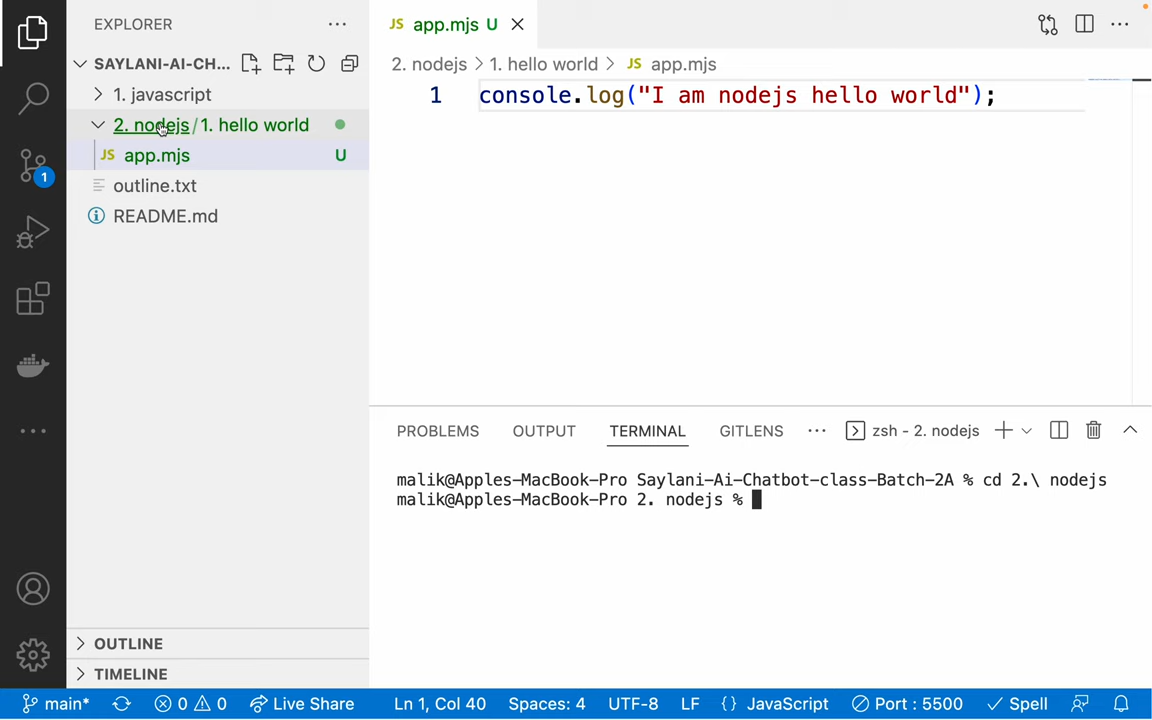 EXPLORER
SAYLANI-AI-CH...
1. javascript
2. nodejs / 1. hello world
JS app.mjs U
outline.txt
README.md
OUTLINE
TIMELINE
JS app.mjs U
2. nodejs > 1. hello world > JS app.mjs
1 console.log("I am nodejs hello world");
PROBLEMS OUTPUT TERMINAL GITLENS ... zsh - 2. nodejs
malik@Apples-MacBook-Pro Saylani-Ai-Chatbot-class-Batch-2A % cd 2.\ nodejs
malik@Apples-MacBook-Pro 2. nodejs %
1
main* 0 0 Live Share Ln 1, Col 40 Spaces: 4 UTF-8 LF {} JavaScript Port : 5500 Spell